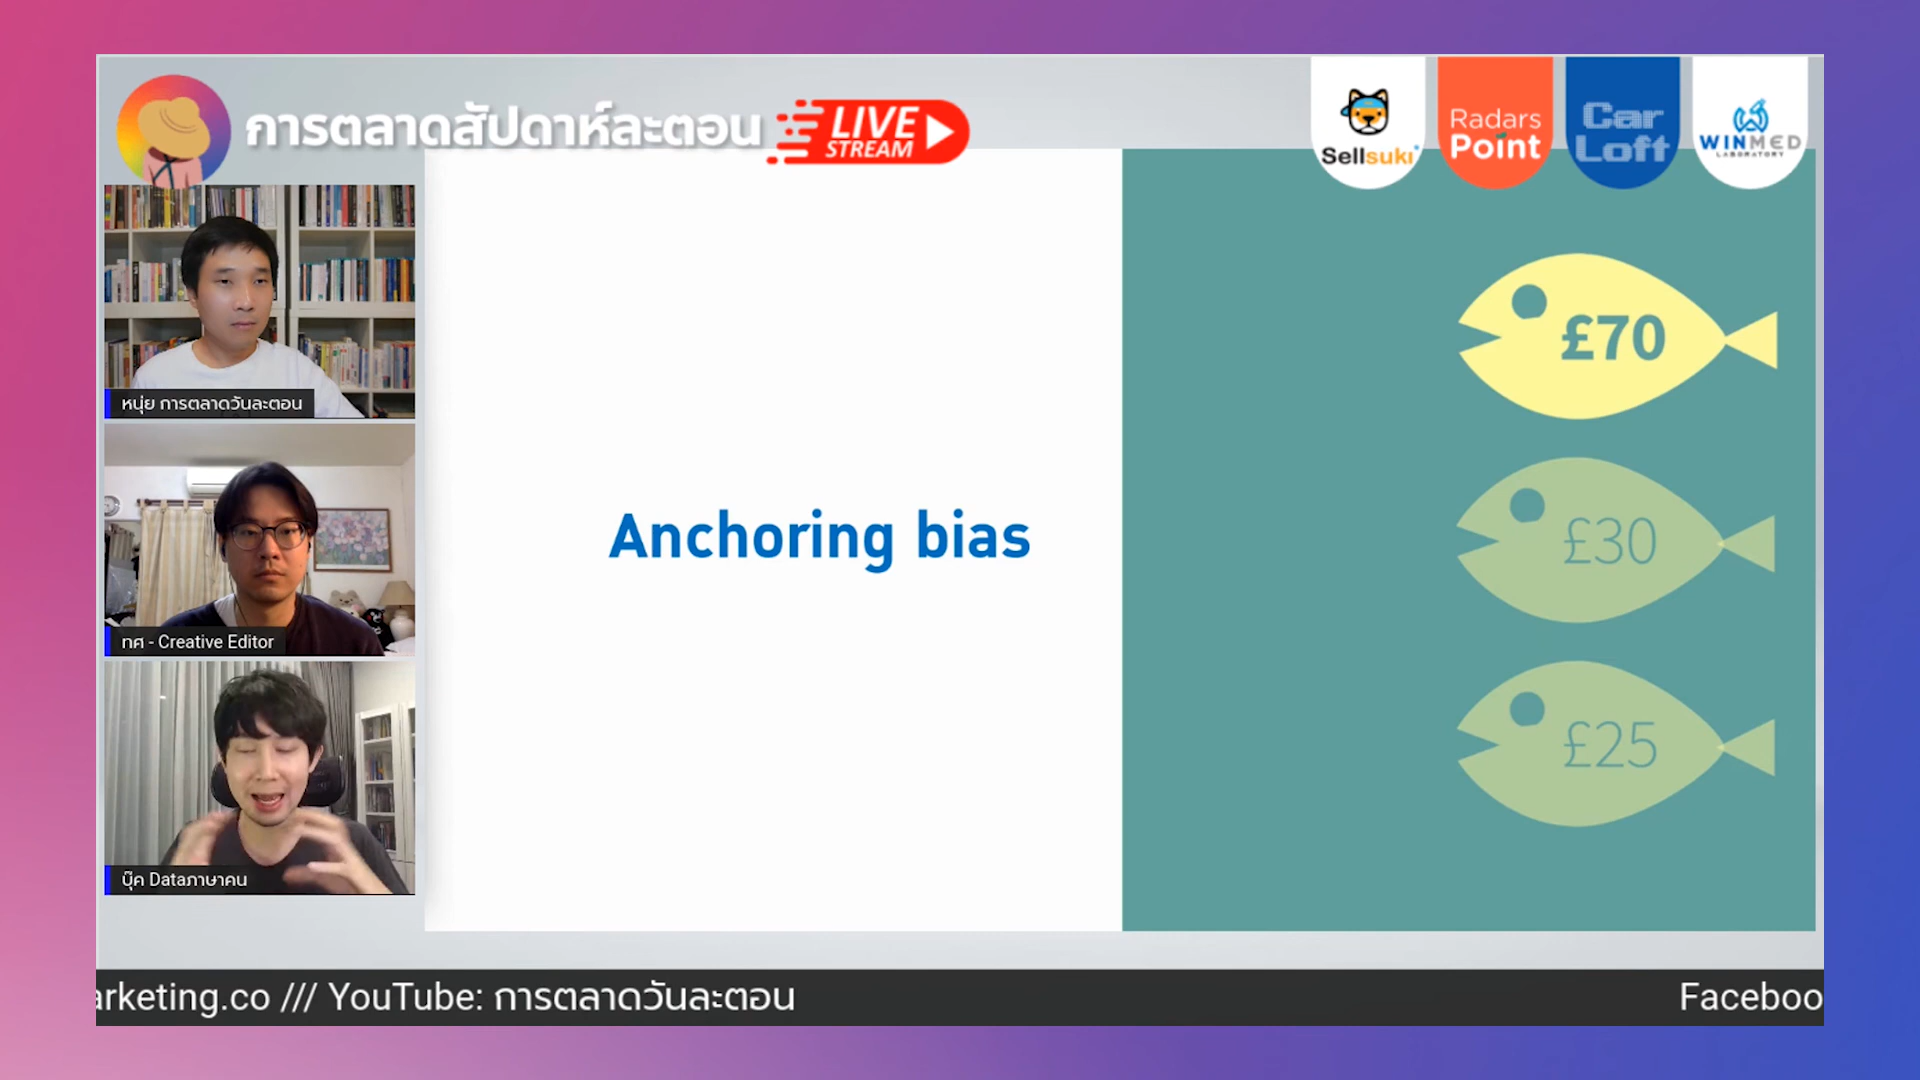 การตลาดสัปดาห์ละตอน
LIVE
STREAM
Sellsuki
Radars
Point
Car
Loft
WINMED
LABORATORY
หนุ่ย การตลาดวันละตอน
ทศ - Creative Editor
บุ๊ค Dataภาษาคน
Anchoring bias
£70
£30
£25
arketing.co /// YouTube: การตลาดวันละตอน
Faceboo